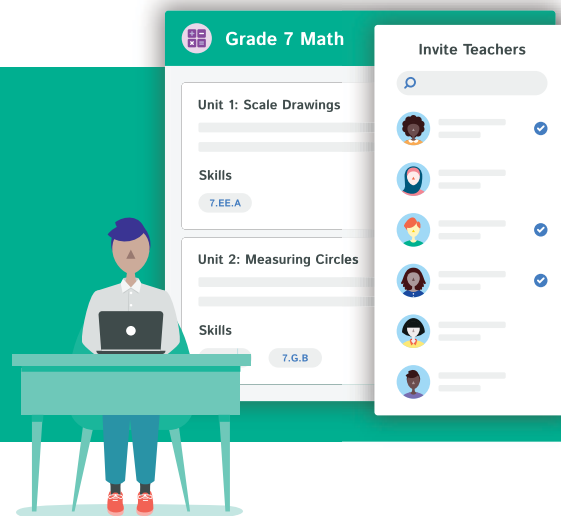 Grade 7 Math
Unit 1: Scale Drawings
Skills
7.EE.A
Unit 2: Measuring Circles
Skills
7.G.B
Invite Teachers